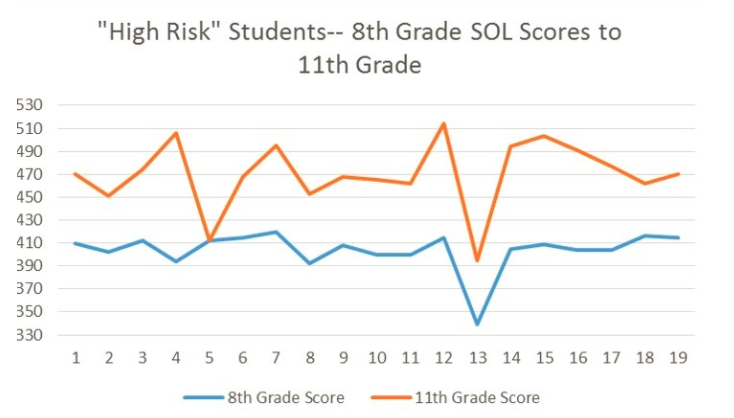 "High Risk" Students-- 8th Grade SOL Scores to
11th Grade
530
510
490
470
450
430
410
390
370
350
330
1 2 3 4 5 6 7 8 9 10 11 12 13 14 15 16 17 18 19
8th Grade Score 11th Grade Score